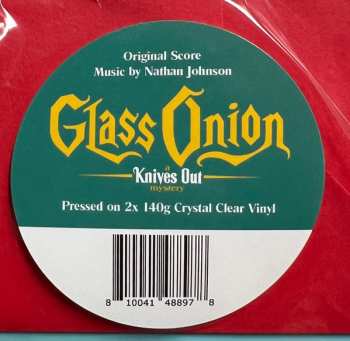 Original Score
Music by Nathan Johnson
Glass Onion
a
Knives Out
mystery
Pressed on 2x 140g Crystal Clear Vinyl
8 10041 48897 8